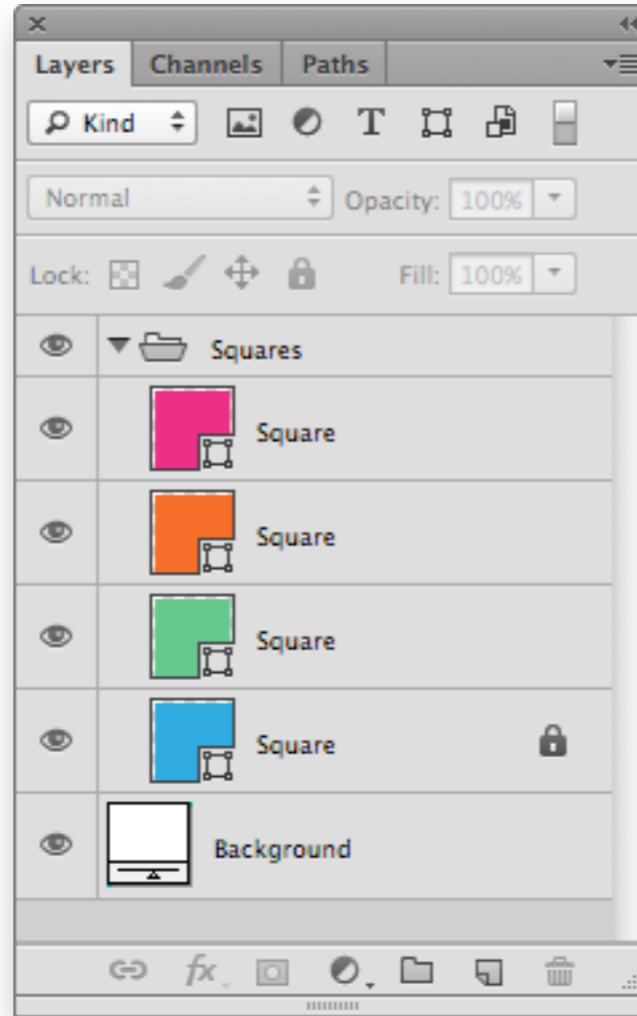 Layers Channels Paths
Kind T
Normal Opacity: 100%
Lock: Fill: 100%
Squares
Square
Square
Square
Square
Background
fx